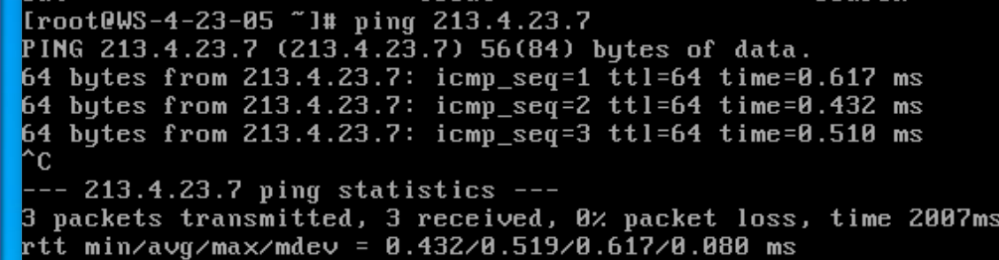 [root@WS-4-23-05 ~]# ping 213.4.23.7
PING 213.4.23.7 (213.4.23.7) 56(84) bytes of data.
64 bytes from 213.4.23.7: icmp_seq=1 ttl=64 time=0.617 ms
64 bytes from 213.4.23.7: icmp_seq=2 ttl=64 time=0.432 ms
64 bytes from 213.4.23.7: icmp_seq=3 ttl=64 time=0.510 ms
^C
--- 213.4.23.7 ping statistics ---
3 packets transmitted, 3 received, 0% packet loss, time 2007ms
rtt min/avg/max/mdev = 0.432/0.519/0.617/0.080 ms